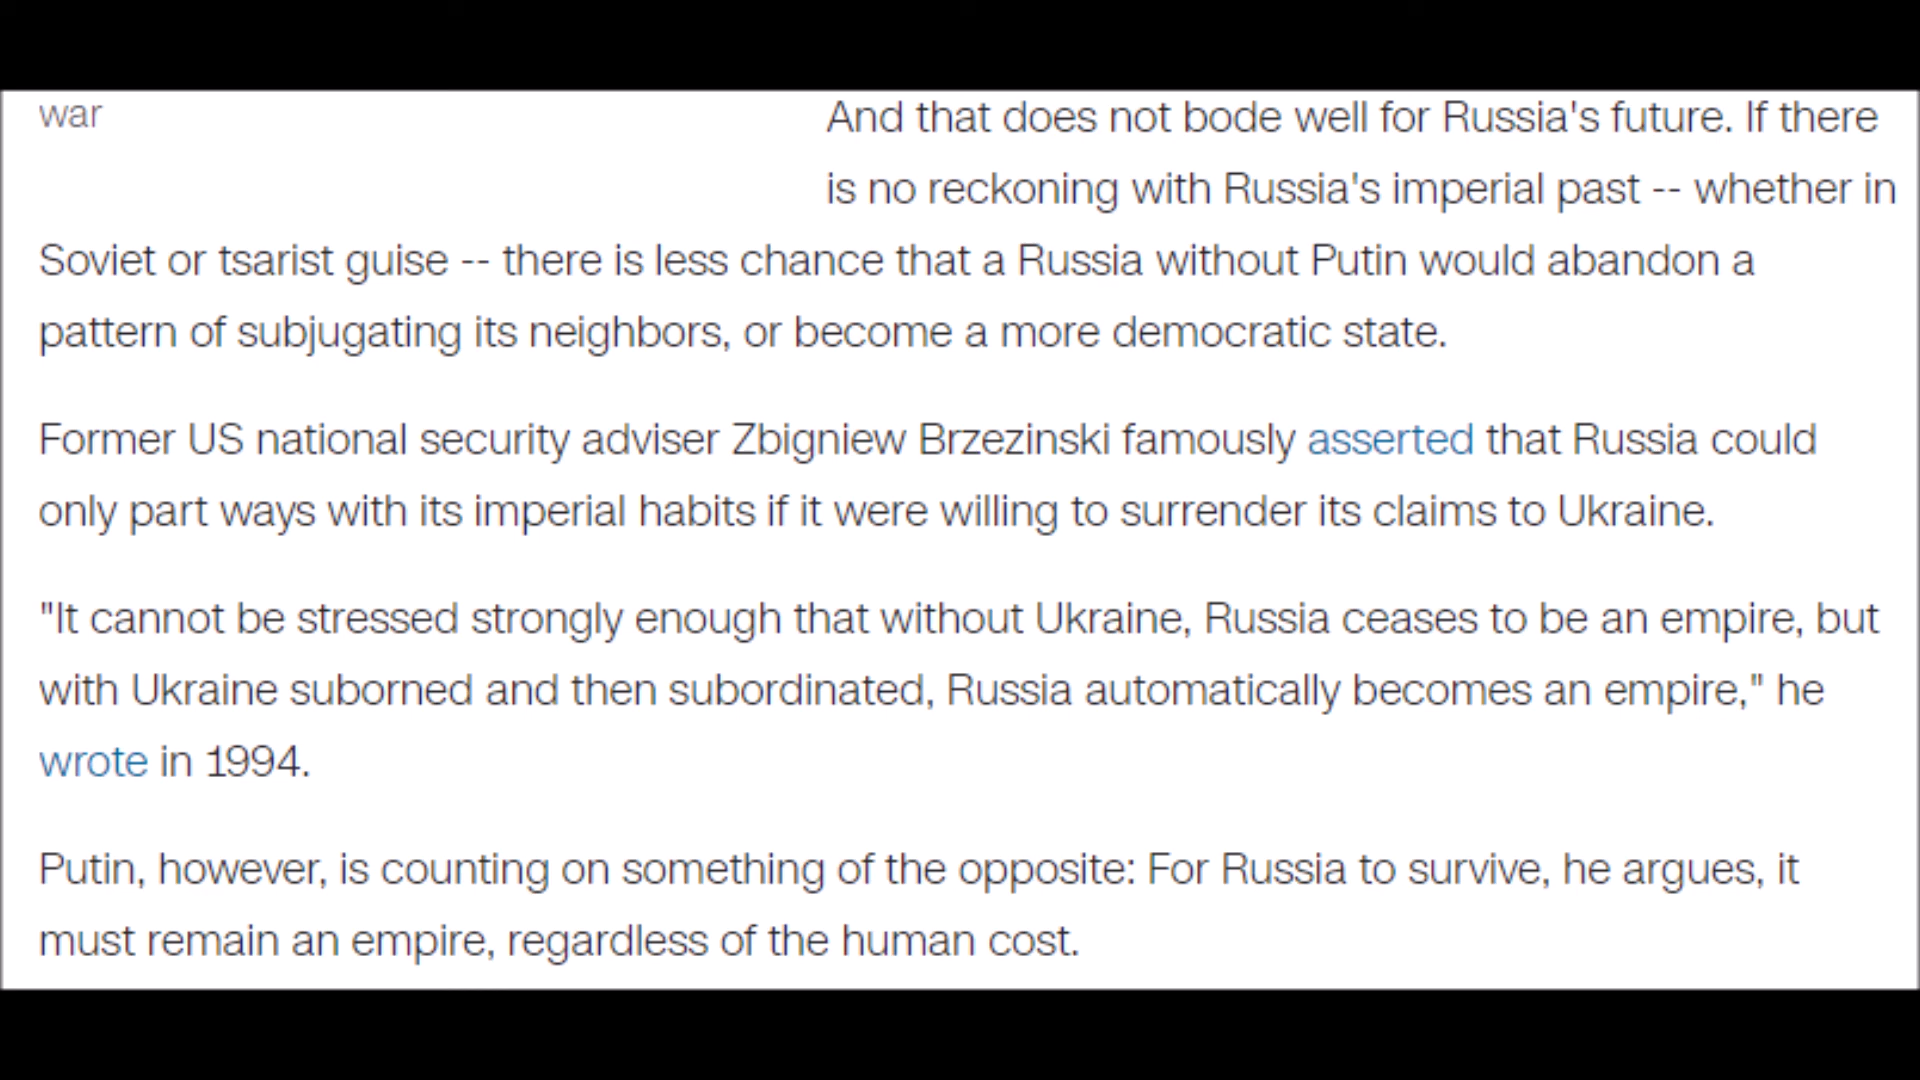 war
And that does not bode well for Russia's future. If there
is no reckoning with Russia's imperial past -- whether in
Soviet or tsarist guise -- there is less chance that a Russia without Putin would abandon a
pattern of subjugating its neighbors, or become a more democratic state.
Former US national security adviser Zbigniew Brzezinski famously asserted that Russia could
only part ways with its imperial habits if it were willing to surrender its claims to Ukraine.
"It cannot be stressed strongly enough that without Ukraine, Russia ceases to be an empire, but
with Ukraine suborned and then subordinated, Russia automatically becomes an empire," he
wrote in 1994.
Putin, however, is counting on something of the opposite: For Russia to survive, he argues, it
must remain an empire, regardless of the human cost.